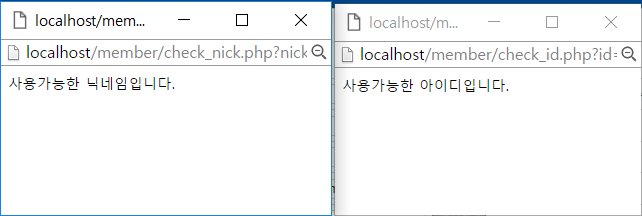 localhost/mem...
localhost/member/check_nick.php?nick
사용가능한 닉네임입니다.
localhost/m...
localhost/member/check_id.php?id=
사용가능한 아이디입니다.